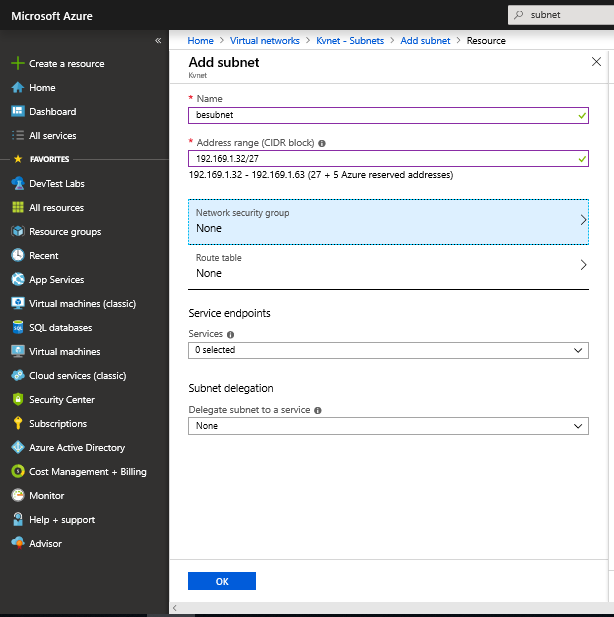 Microsoft Azure
subnet
«
Home > Virtual networks > Kvnet - Subnets > Add subnet > Resource
Create a resource
Home
Dashboard
All services
FAVORITES
DevTest Labs
All resources
Resource groups
Recent
App Services
Virtual machines (classic)
SQL databases
Virtual machines
Cloud services (classic)
Security Center
Subscriptions
Azure Active Directory
Cost Management + Billing
Monitor
Help + support
Advisor
Add subnet
Kvnet
* Name
besubnet
* Address range (CIDR block)
192.169.1.32/27
192.169.1.32 - 192.169.1.63 (27 + 5 Azure reserved addresses)
Network security group
None
Route table
None
Service endpoints
Services
0 selected
Subnet delegation
Delegate subnet to a service
None
OK